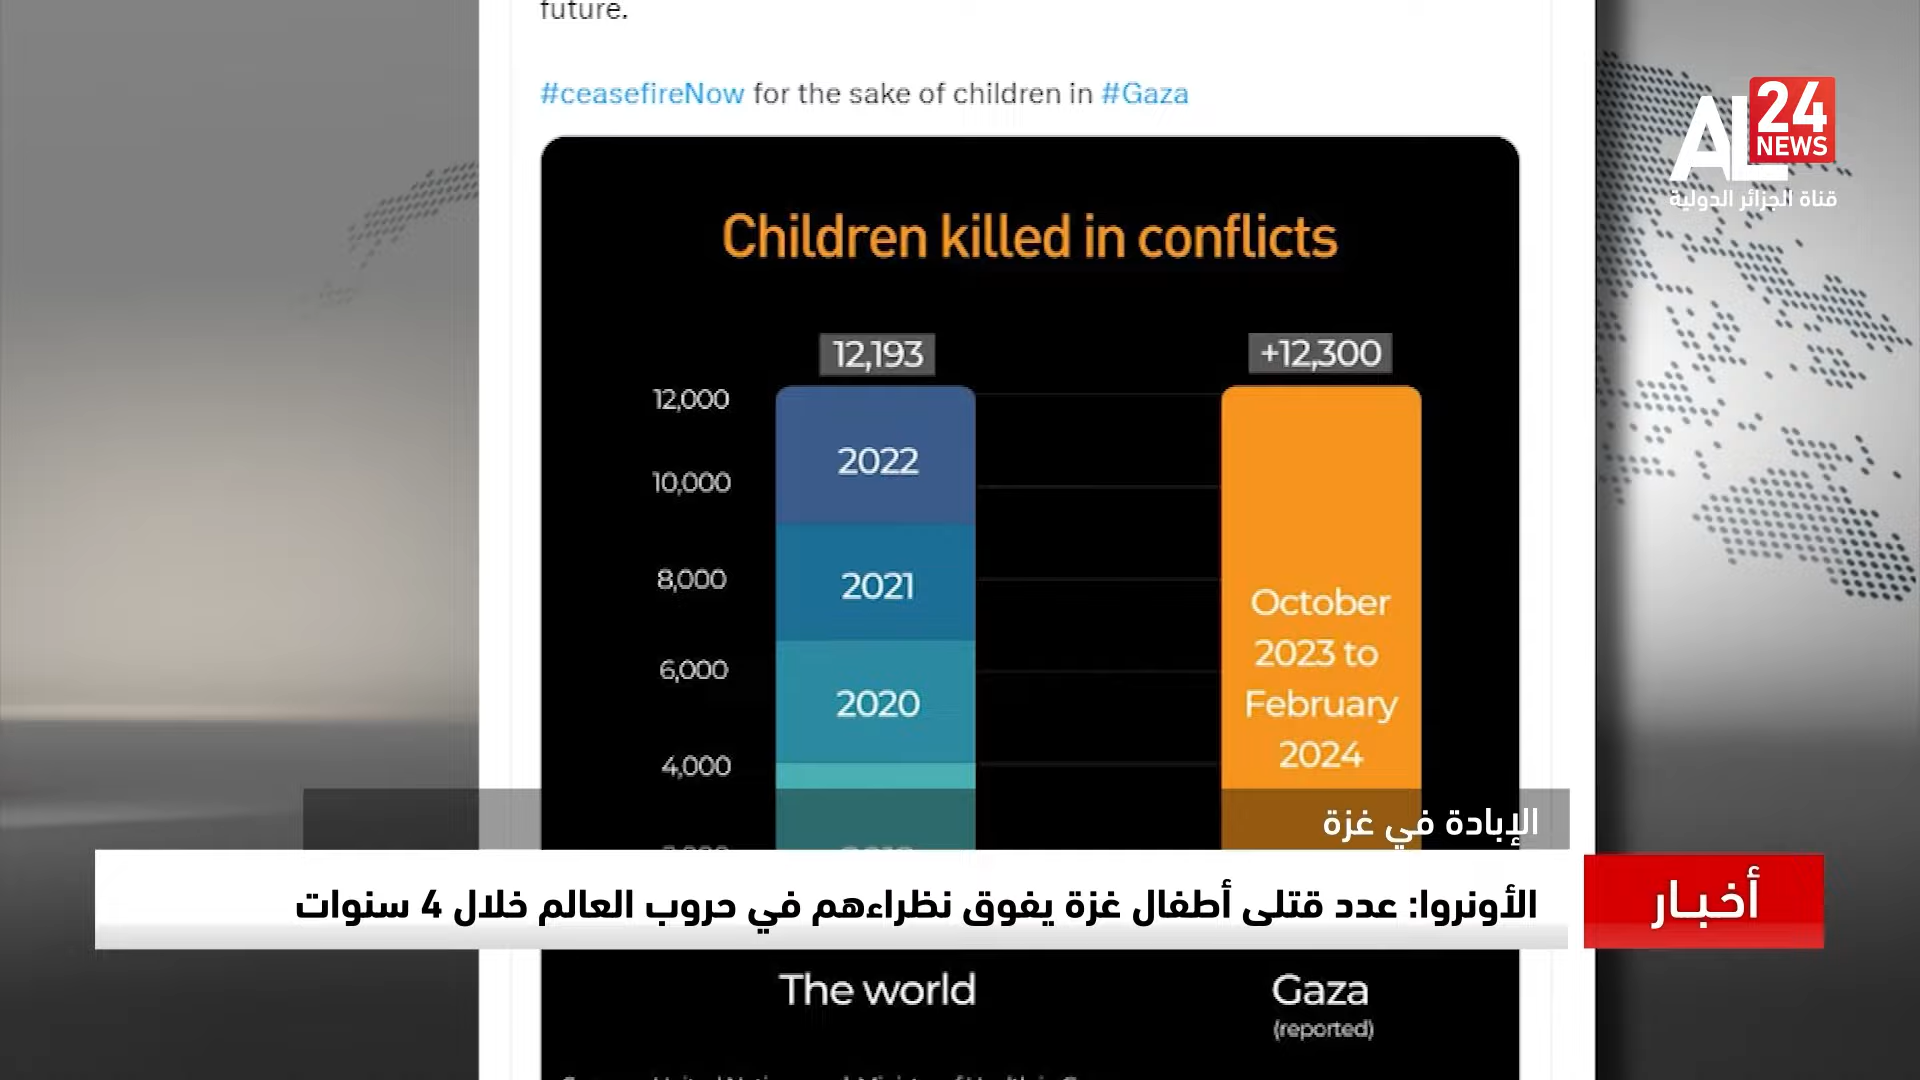 future.
#ceasefireNow for the sake of children in #Gaza
AL 24 NEWS
قناة الجزائر الدولية
Children killed in conflicts
12,193
+12,300
12,000
10,000
8,000
6,000
4,000
2022
2021
2020
October
2023 to
February
2024
الإبادة في غزة
أخبار
الأونروا: عدد قتلى أطفال غزة يفوق نظراءهم في حروب العالم خلال 4 سنوات
The world
Gaza
(reported)